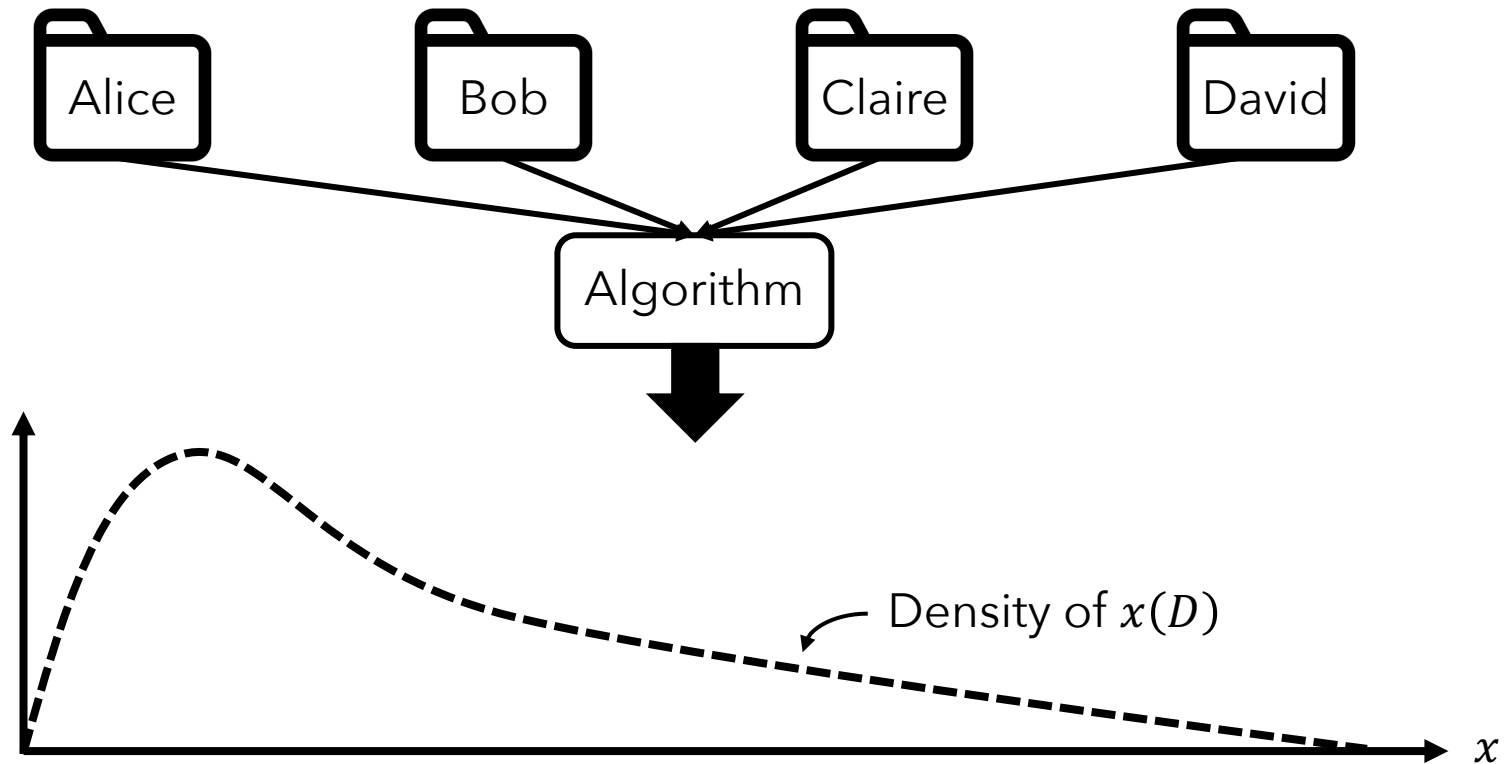 Alice
Bob
Claire
David
Algorithm
Density of x(D)
x